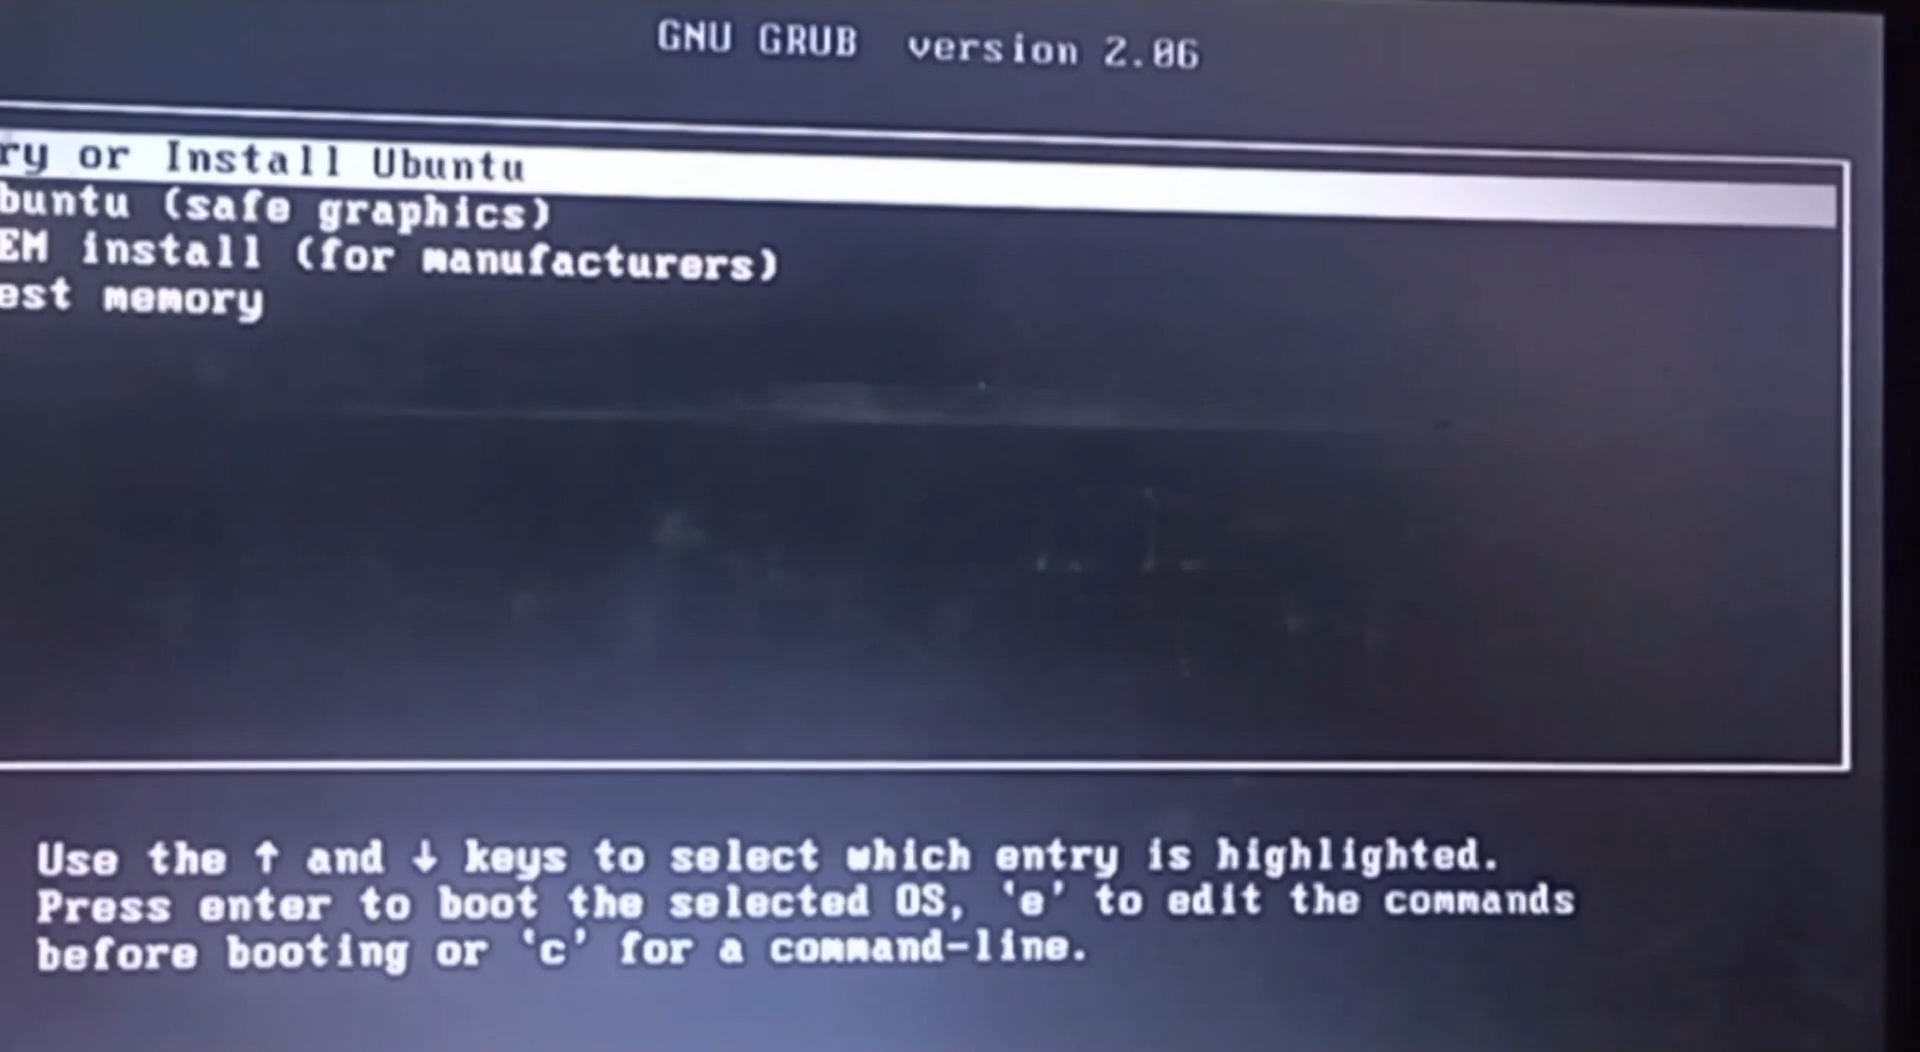 GNU GRUB version 2.06
ry or Install Ubuntu
buntu (safe graphics)
EM install (for manufacturers)
est memory
Use the ↑ and ↓ keys to select which entry is highlighted.
Press enter to boot the selected OS, `e' to edit the commands
before booting or `c' for a command-line.